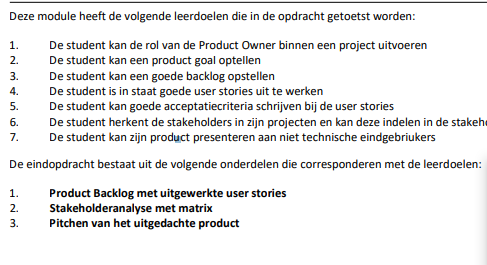 Deze module heeft de volgende leerdoelen die in de opdracht getoetst worden:
1. De student kan de rol van de Product Owner binnen een project uitvoeren
2. De student kan een product goal optellen
3. De student kan een goede backlog opstellen
4. De student is in staat goede user stories uit te werken
5. De student kan goede acceptatiecriteria schrijven bij de user stories
6. De student herkent de stakeholders in zijn projecten en kan deze indelen in de
7. De student kan zijn product presenteren aan niet technische eindgebriukers
De eindopdracht bestaat uit de volgende onderdelen die corresponderen met de leerdoelen:
1. Product Backlog met uitgewerkte user stories
2. Stakeholderanalyse met matrix
3. Pitchen van het uitgedachte product